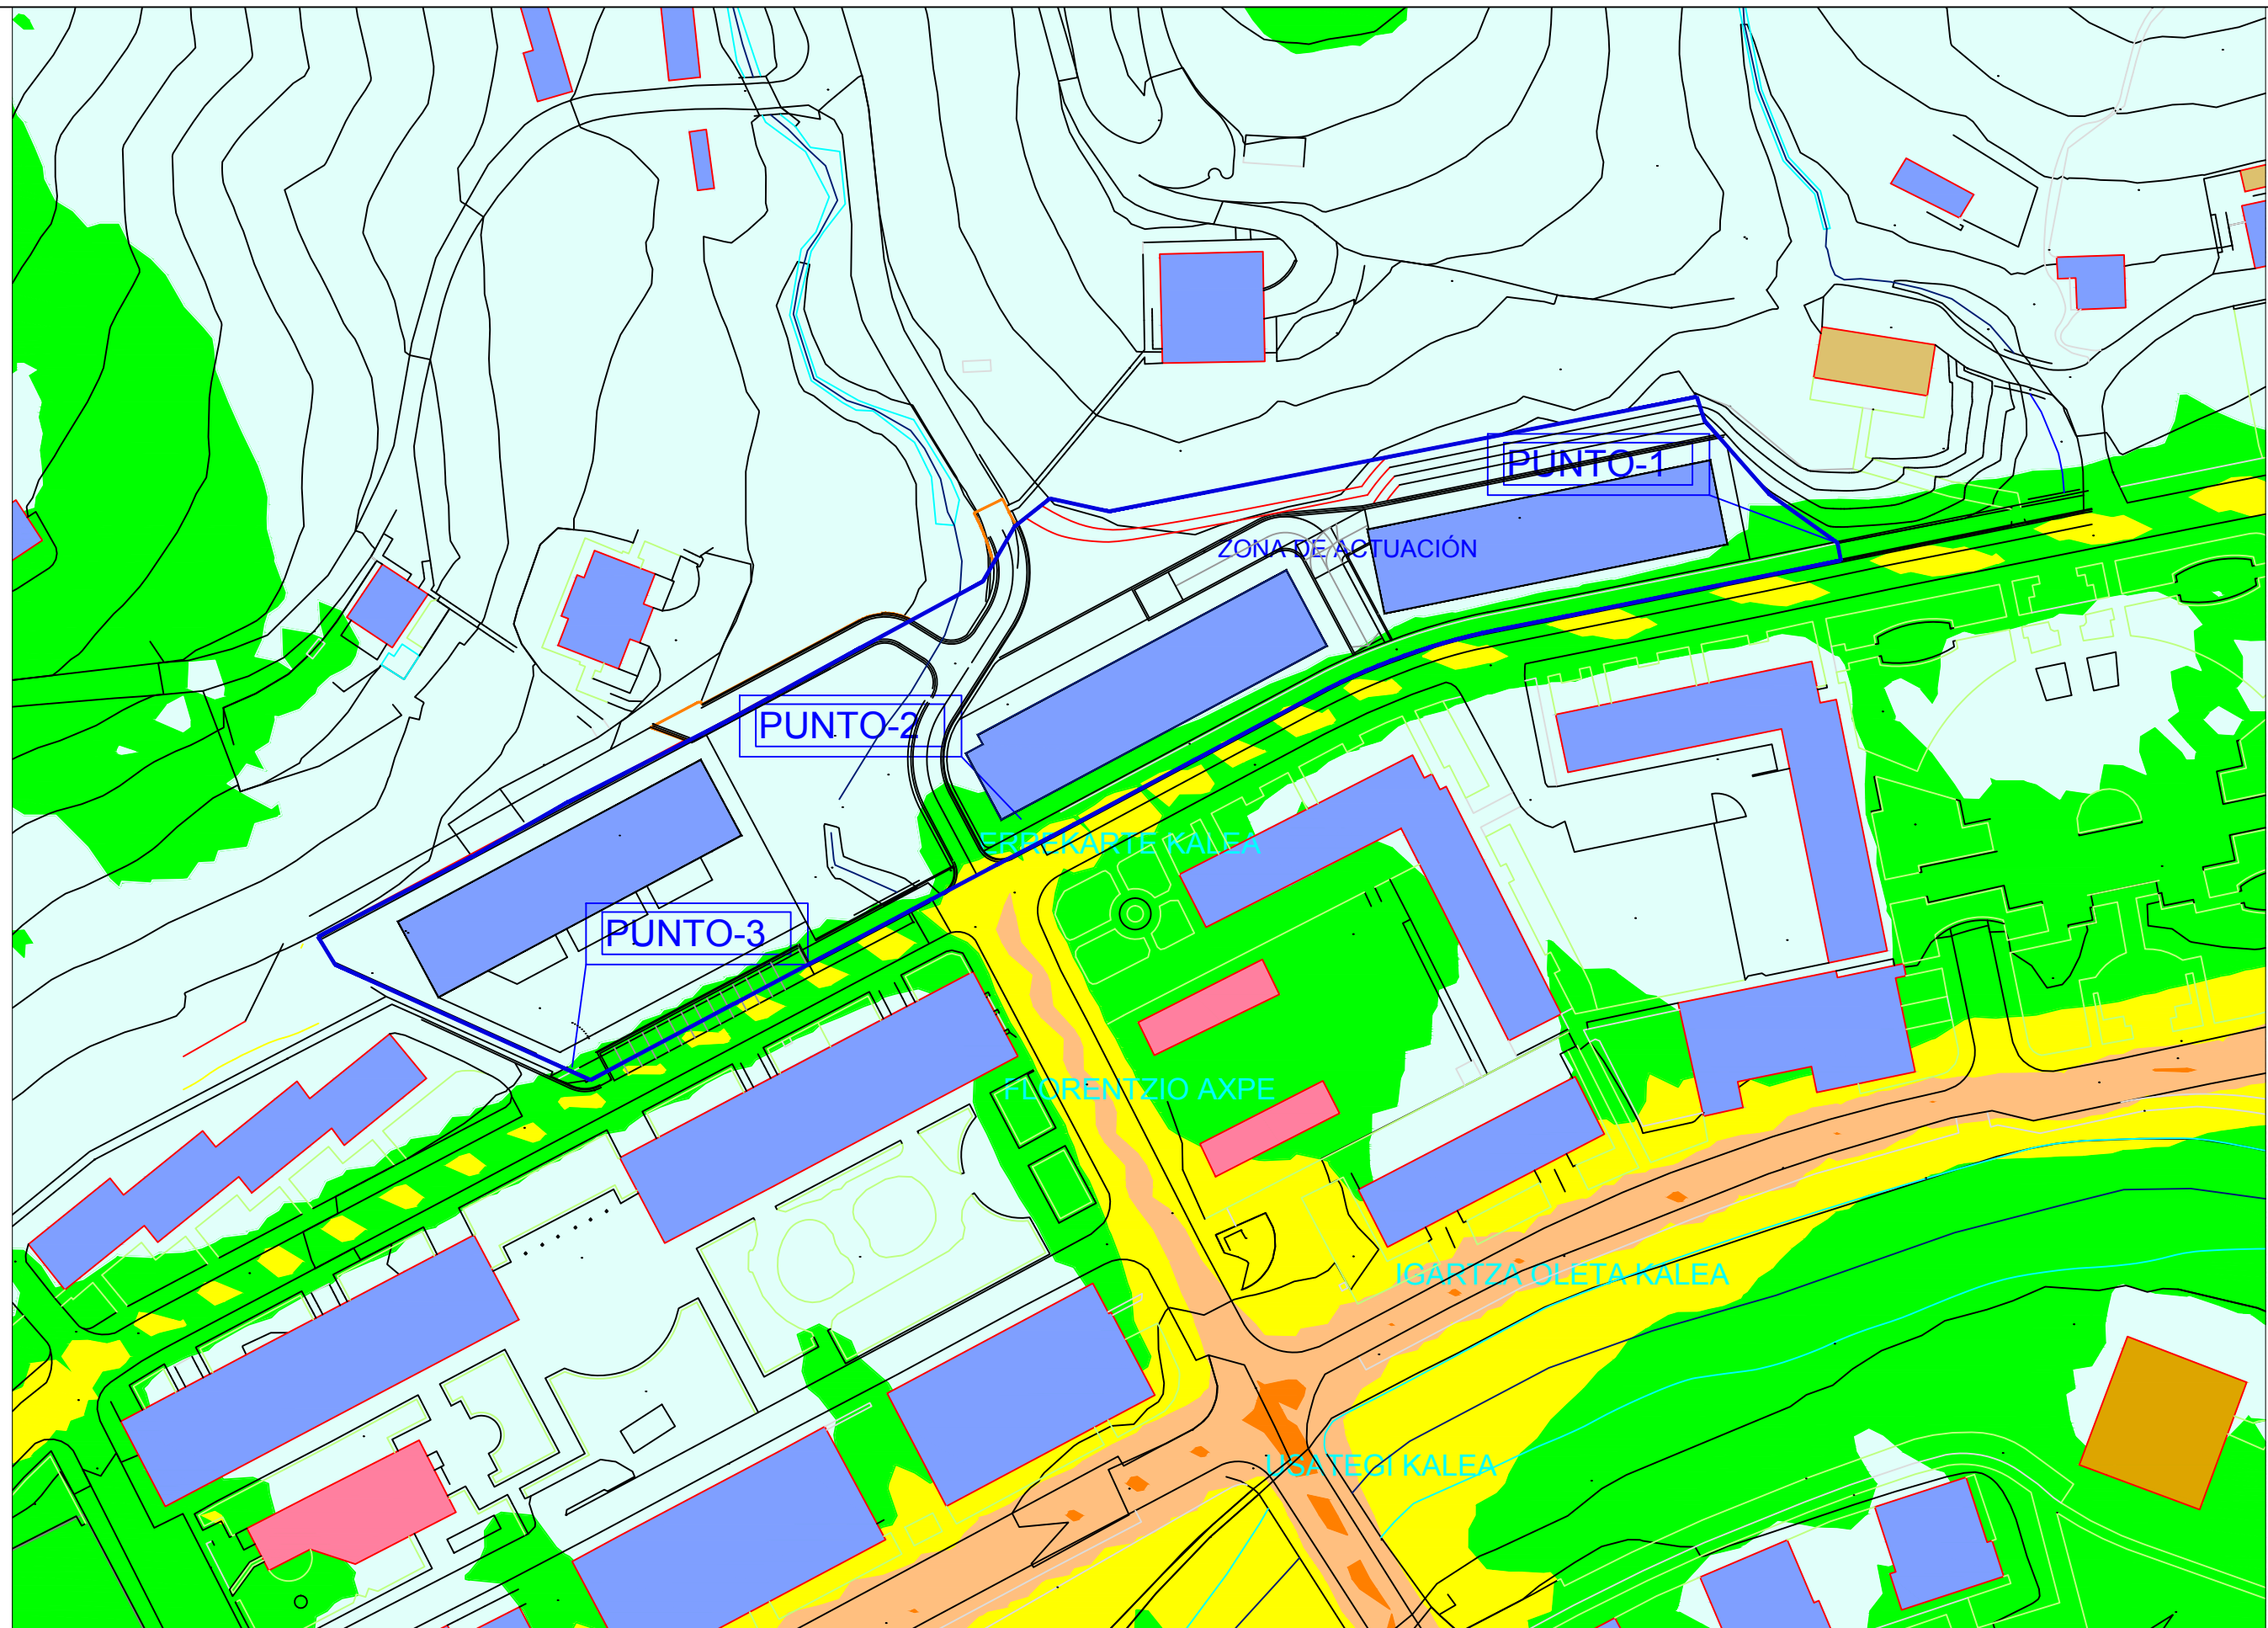 PUNTO-1
ZONA DE ACTUACIÓN
PUNTO-2
ERREKARTE KALEA
PUNTO-3
FLORENTZIO AXPE
IGARTZA OLETA KALEA
USATEGI KALEA